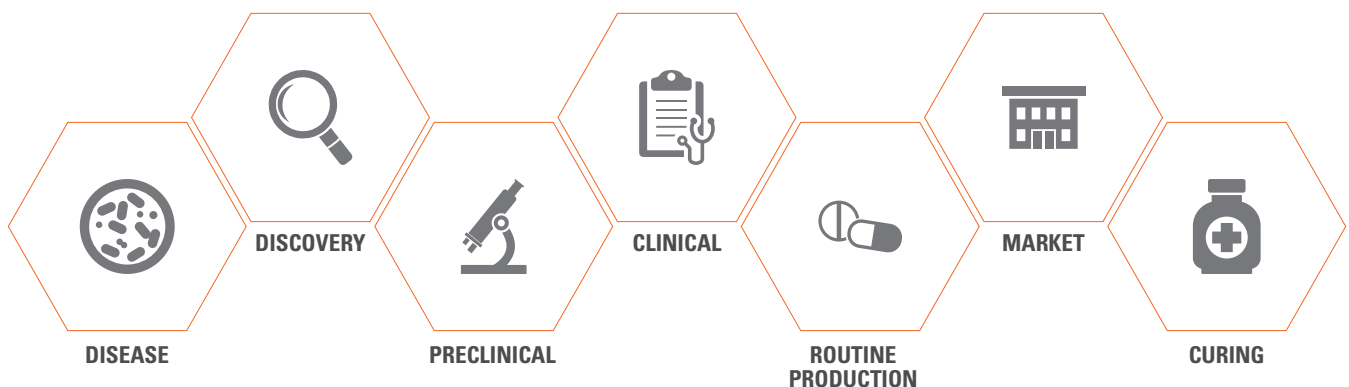 DISEASE
DISCOVERY
PRECLINICAL
CLINICAL
ROUTINE
PRODUCTION
MARKET
CURING